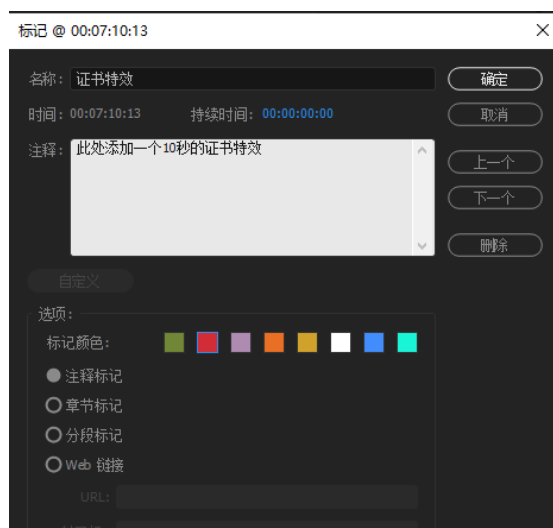 标记 @ 00:07:10:13
名称: 证书特效
确定
时间: 00:07:10:13 持续时间: 00:00:00:00
取消
注释: 此处添加一个10秒的证书特效
上一个
下一个
删除
自定义
选项:
标记颜色:
注释标记
章节标记
分段标记
Web 链接
URL: